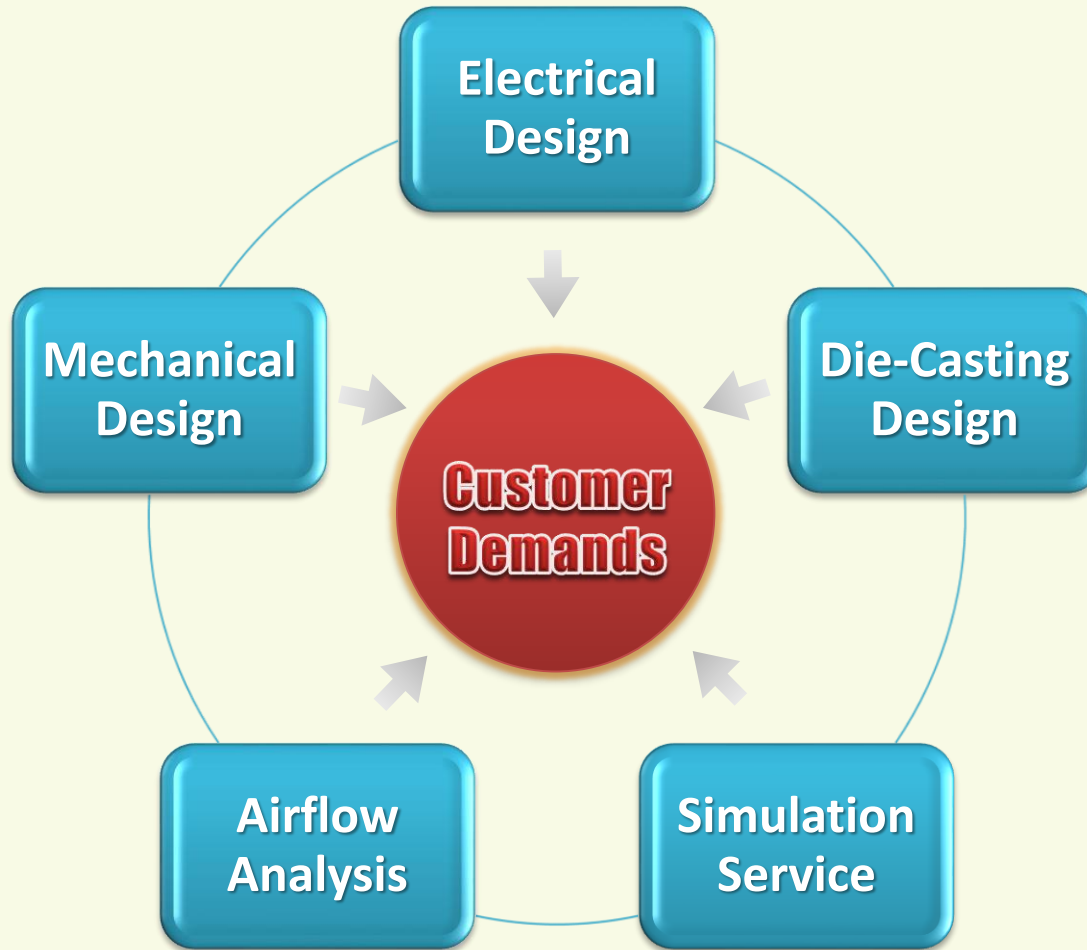 Electrical
Design
Mechanical
Design
Die-Casting
Design
Customer
Demands
Airflow
Analysis
Simulation
Service